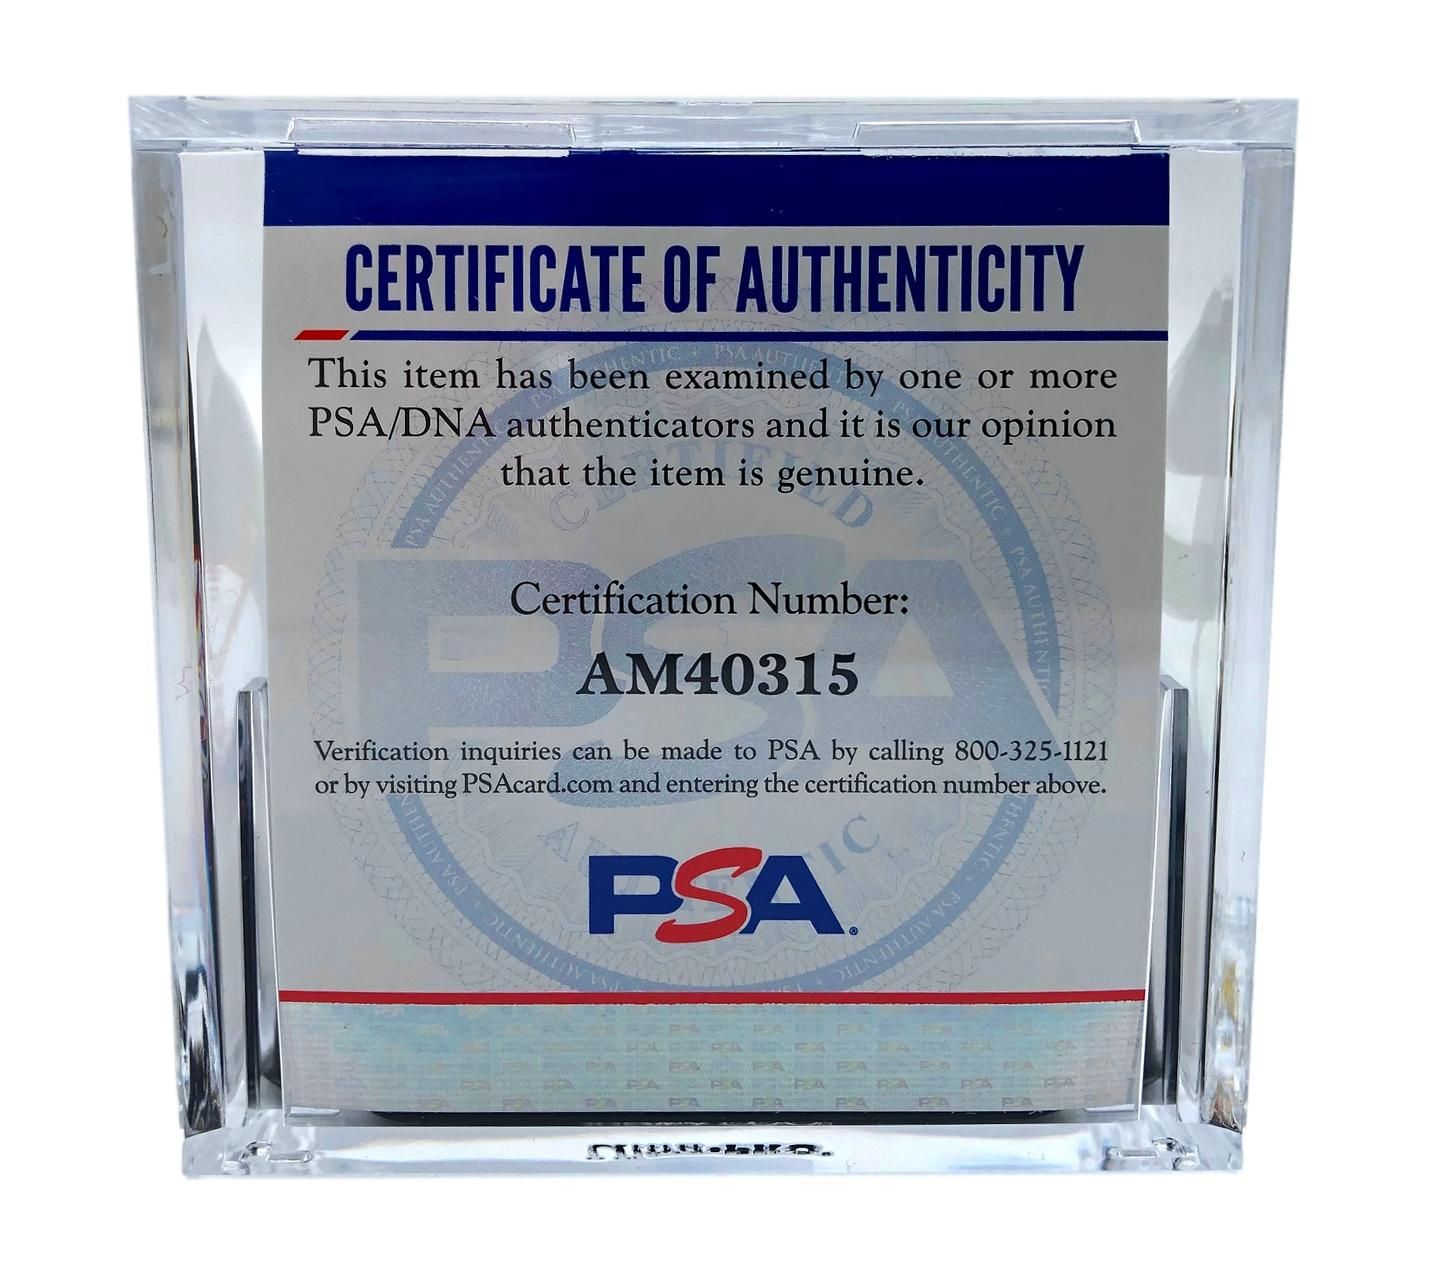 CERTIFICATE OF AUTHENTICITY
This item has been examined by one or more
PSA/DNA authenticators and it is our opinion
that the item is genuine.
CERTIFIED
Certification Number:
AM40315
Verification inquiries can be made to PSA by calling 800-325-1121
or by visiting PSAcard.com and entering the certification number above.
PSA